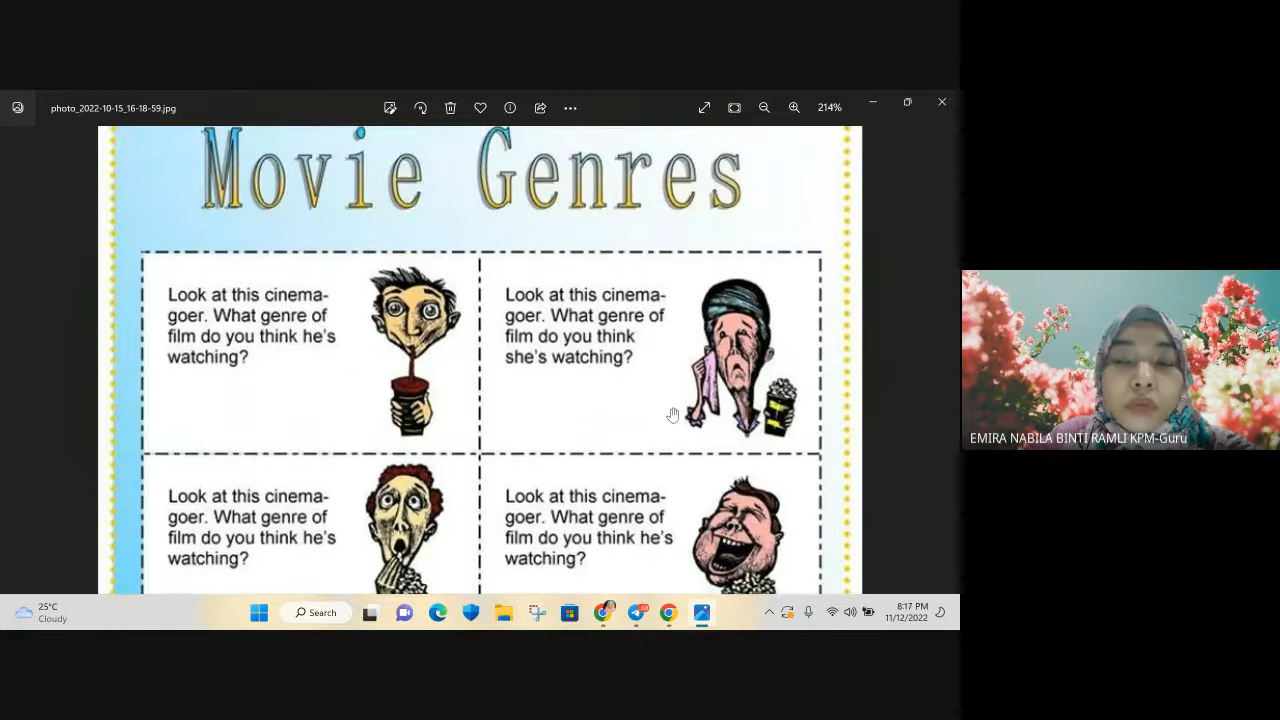 photo_2022-10-15_16-18-59.jpg
214%
Movie Genres
Look at this cinema-
goer. What genre of
film do you think he's
watching?
Look at this cinema-
goer. What genre of
film do you think
she's watching?
Look at this cinema-
goer. What genre of
film do you think he's
watching?
Look at this cinema-
goer. What genre of
film do you think he's
watching?
EMIRA NABILA BINTI RAMLI KPM-Guru
25°C
Cloudy
Search
8:17 PM
11/12/2022